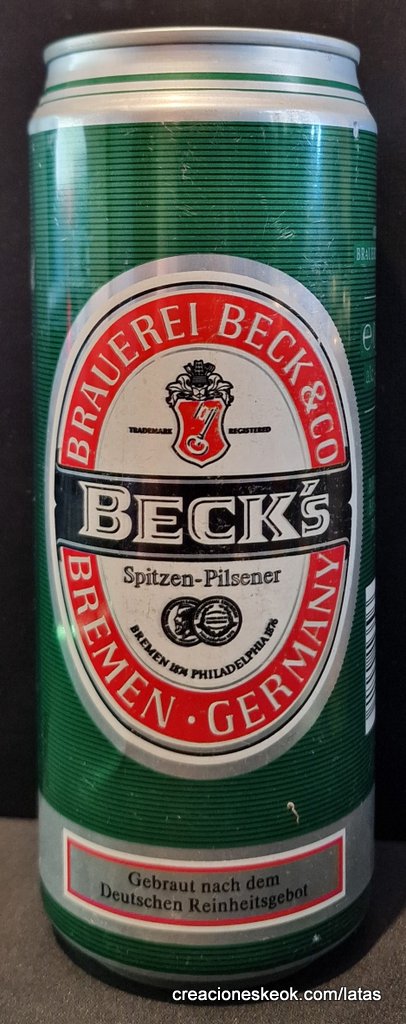 BRAUEREI BECK & CO
TRADEMARK REGISTERED
BECK'S
Spitzen-Pilsener
BREMEN 1874 PHILADELPHIA 1876
BREMEN · GERMANY
Gebraut nach dem
Deutschen Reinheitsgebot
e
creacioneskeok.com/latas